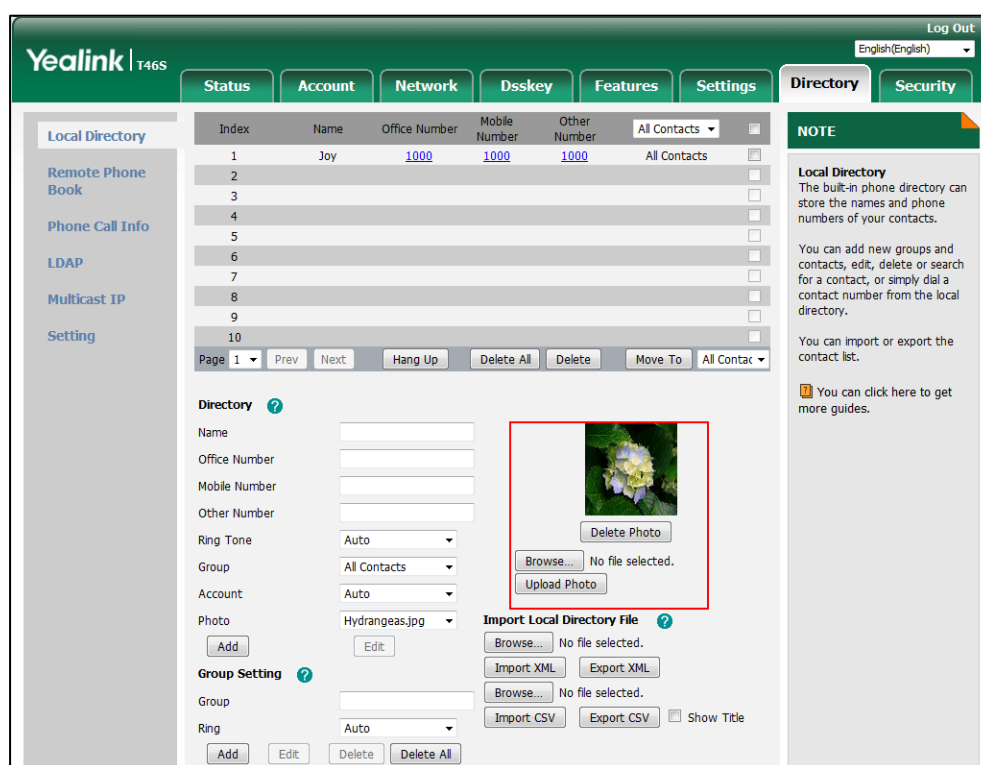 Log Out
Yealink | T46S
English(English)
Status Account Network Dsskey Features Settings Directory Security
Local Directory
Remote Phone
Book
Phone Call Info
LDAP
Multicast IP
Setting
Index Name Office Number Mobile Number Other Number All Contacts
1 Joy 1000 1000 1000 All Contacts
2
3
4
5
6
7
8
9
10
Page 1 Prev Next Hang Up Delete All Delete Move To All Contac
Directory ?
Name
Office Number
Mobile Number
Other Number
Ring Tone Auto
Group All Contacts
Account Auto
Photo Hydrangeas.jpg
Add Edit
Group Setting ?
Group
Ring Auto
Add Edit Delete Delete All
Delete Photo
Browse... No file selected.
Upload Photo
Import Local Directory File ?
Browse... No file selected.
Import XML Export XML
Browse... No file selected.
Import CSV Export CSV Show Title
NOTE
Local Directory
The built-in phone directory can
store the names and phone
numbers of your contacts.
You can add new groups and
contacts, edit, delete or search
for a contact, or simply dial a
contact number from the local
directory.
You can import or export the
contact list.
? You can click here to get
more guides.